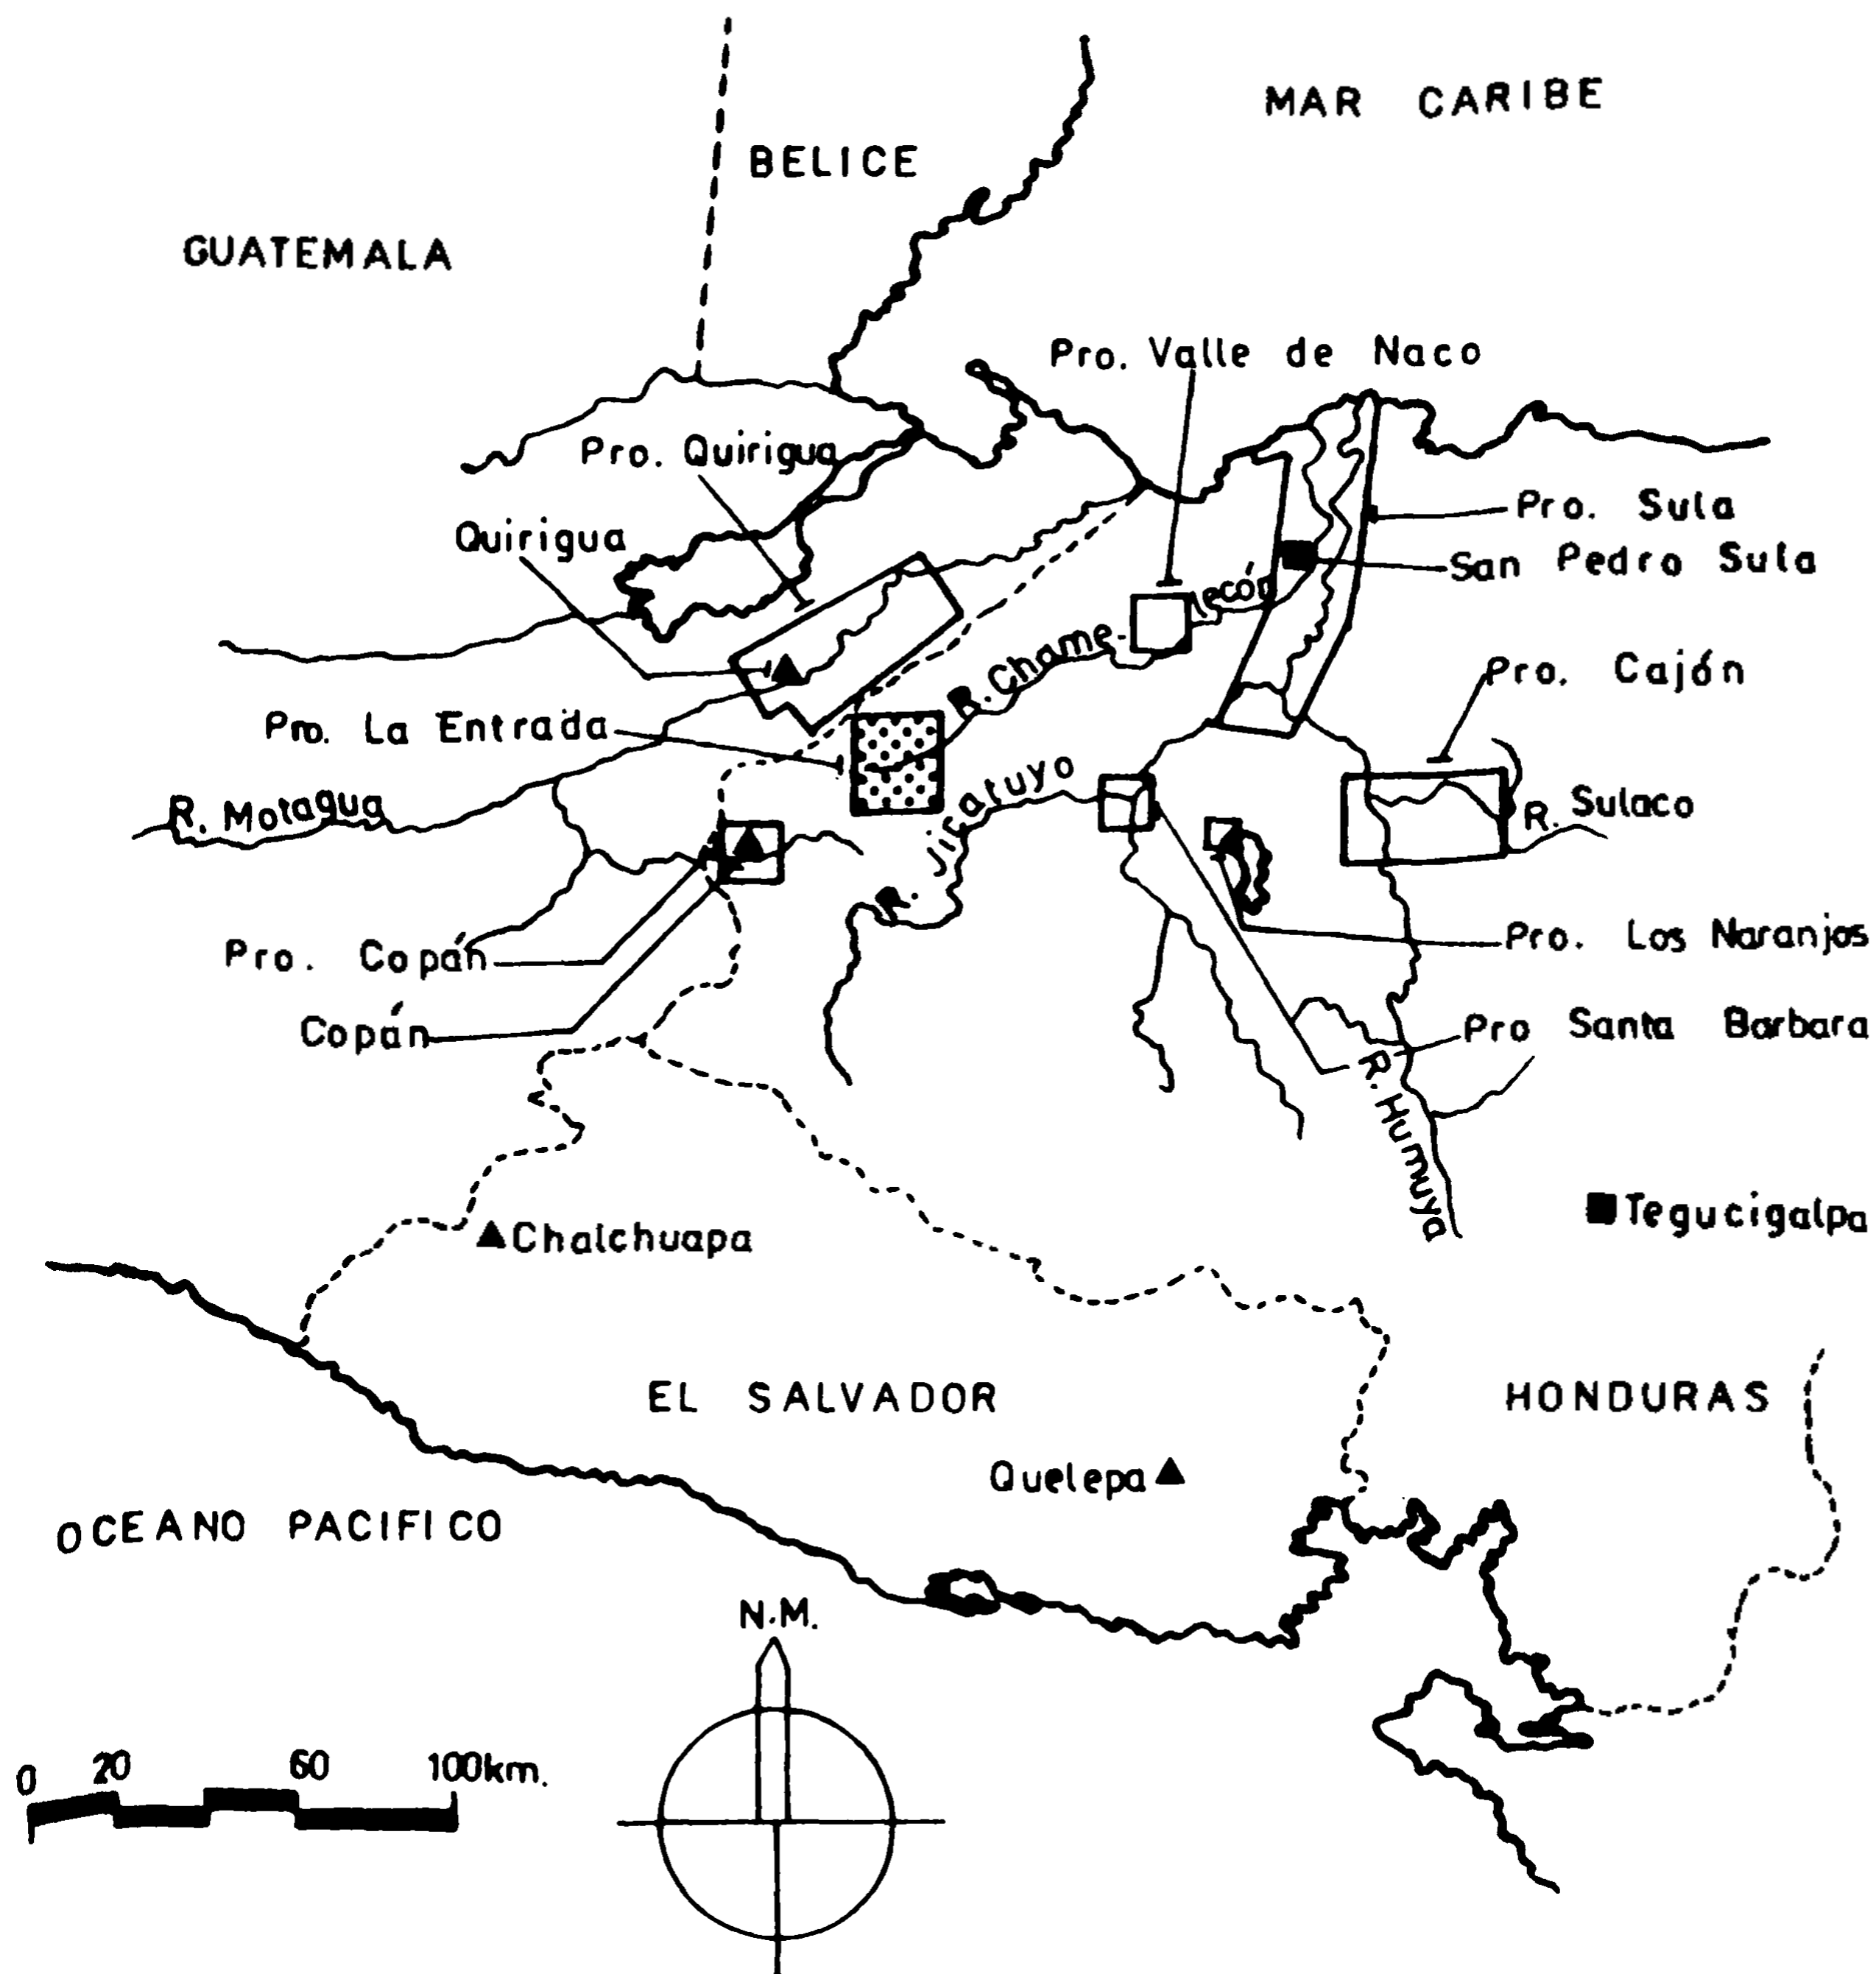 MAR CARIBE
BELICE
GUATEMALA
Pro. Valle de Naco
Pro. Quirigua
Quirigua
Pro. Sula
San Pedro Sula
R. Chame-
lecón
Pro. Cajón
Pro. La Entrada
R. Motagua
R. Jicatuyo
R. Sulaco
Pro. Copán
Pro. Los Naranjos
Copán
Pro Santa Barbara
R. Humuya
Tegucigalpa
Chalchuapa
EL SALVADOR
HONDURAS
Quelepa
OCEANO PACIFICO
N.M.
0 20 60 100km.